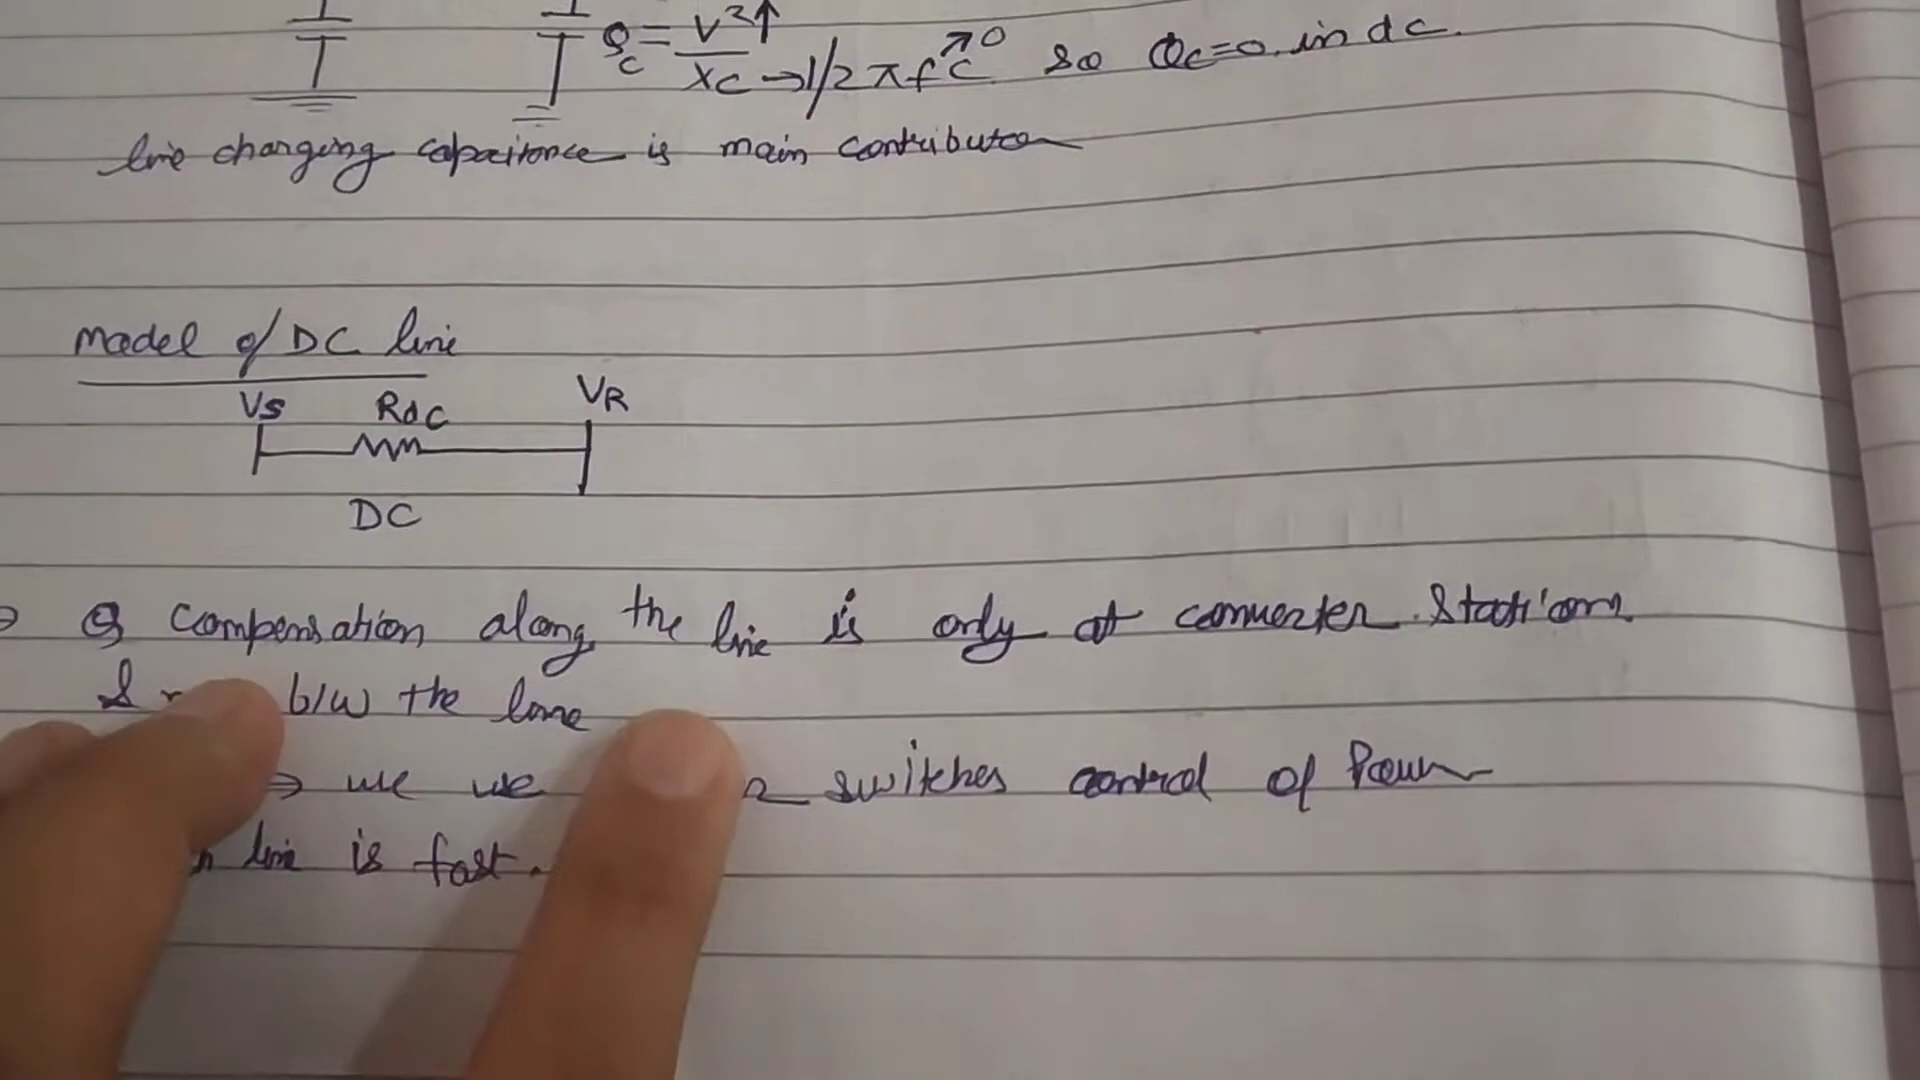 Qc = V²↑ / Xc → 1/2πfC ↗0 so Qc=0 in dc.
line charging capacitance is main contributor
Model of DC line
Vs Rdc VR
DC
Q compensation along the line is only at converter stations
& b/w the line
⇒ we use switches control of Power
line is fast.